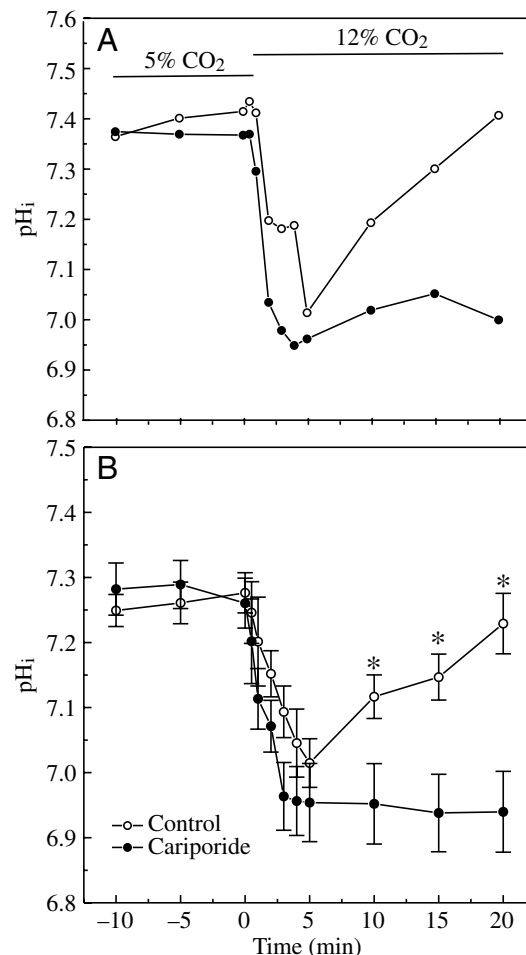 A
5% CO₂
12% CO₂
7.6
7.5
7.4
7.3
7.2
7.1
7.0
6.9
6.8
pHᵢ
B
7.5
7.4
7.3
7.2
7.1
7.0
6.9
6.8
pHᵢ
* * *
Control
Cariporide
–10 –5 0 5 10 15 20
Time (min)